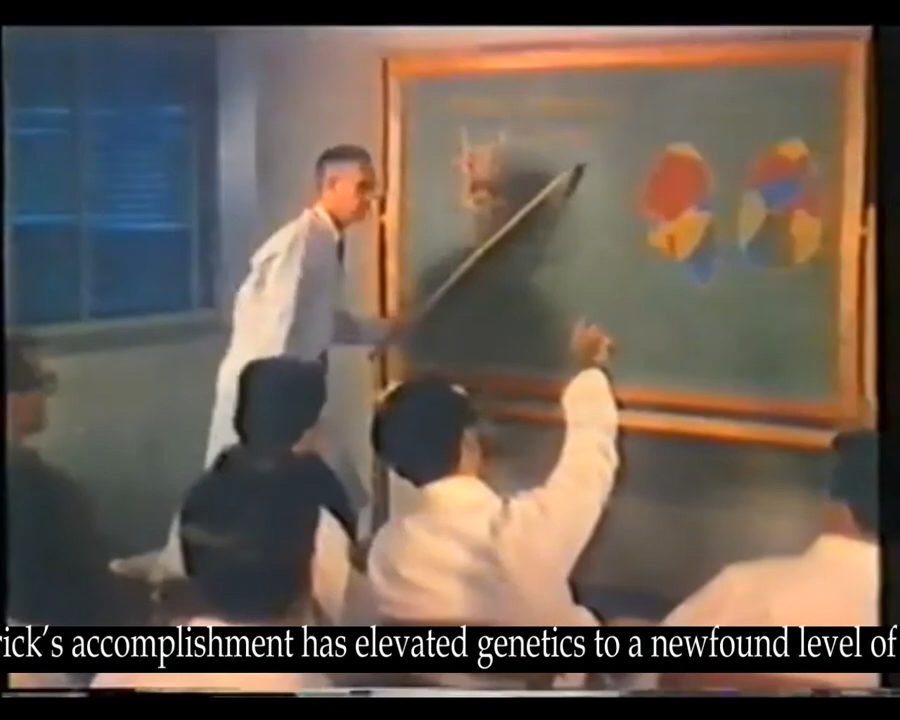 rick's accomplishment has elevated genetics to a newfound level of